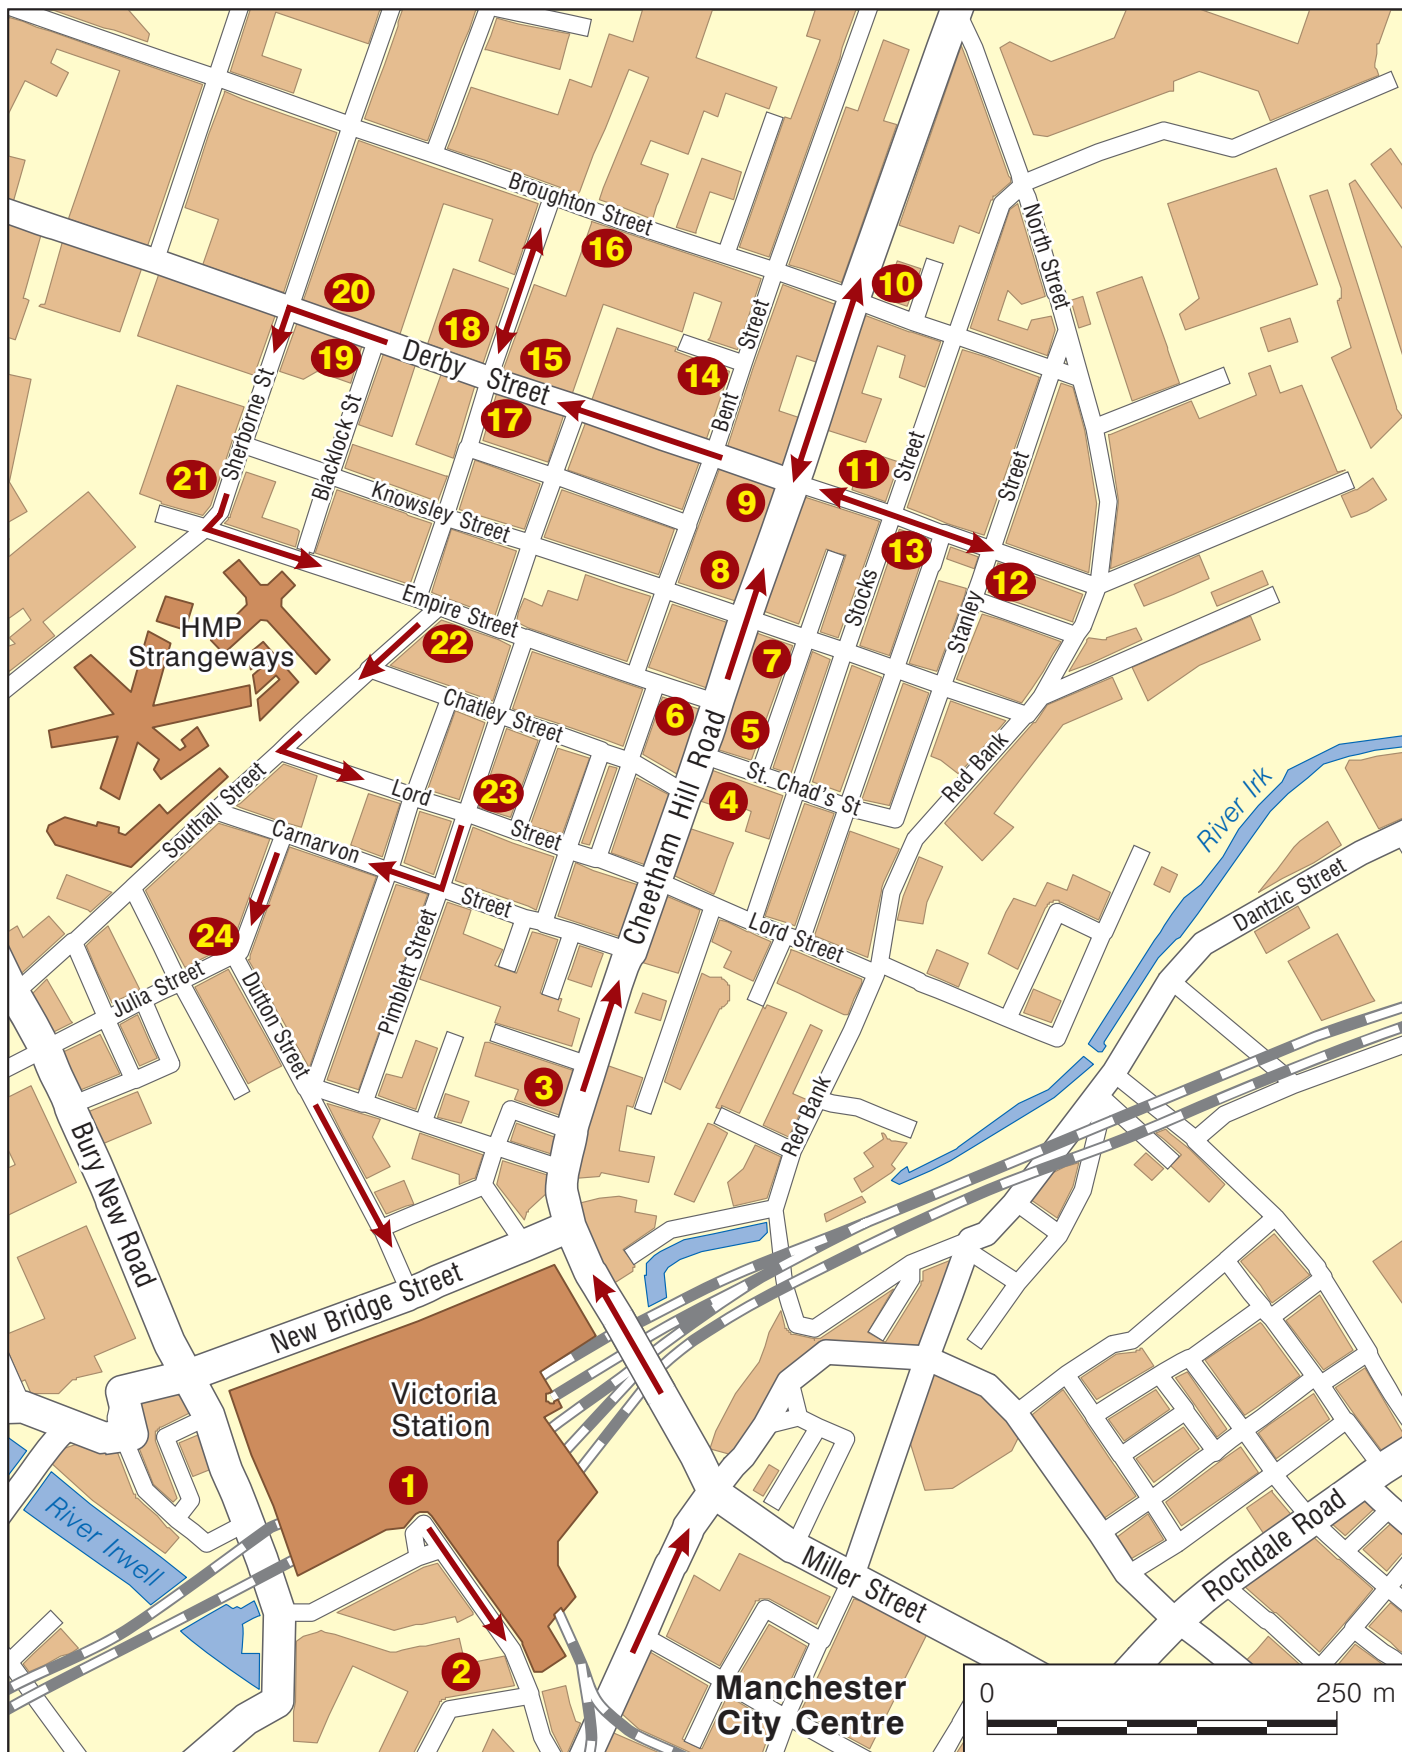 Broughton Street
North Street
16
10
20
18
15
Derby Street
19
14
Bent Street
17
Sherborne St
Blacklock St
21
Knowsley Street
9
11
Street
Street
13
8
12
Stocks
Stanley
HMP
Strangeways
Empire Street
22
7
Chatley Street
6
5
Red Bank
River Irk
St. Chad's St
4
Lord
23
Street
Southall Street
Carnarvon
Street
Cheetham Hill Road
Dantzic Street
Lord Street
24
Julia Street
Dutton Street
Pimblett Street
3
Red Bank
Bury New Road
New Bridge Street
Victoria
Station
1
River Irwell
Miller Street
Rochdale Road
2
Manchester
City Centre
0 250 m